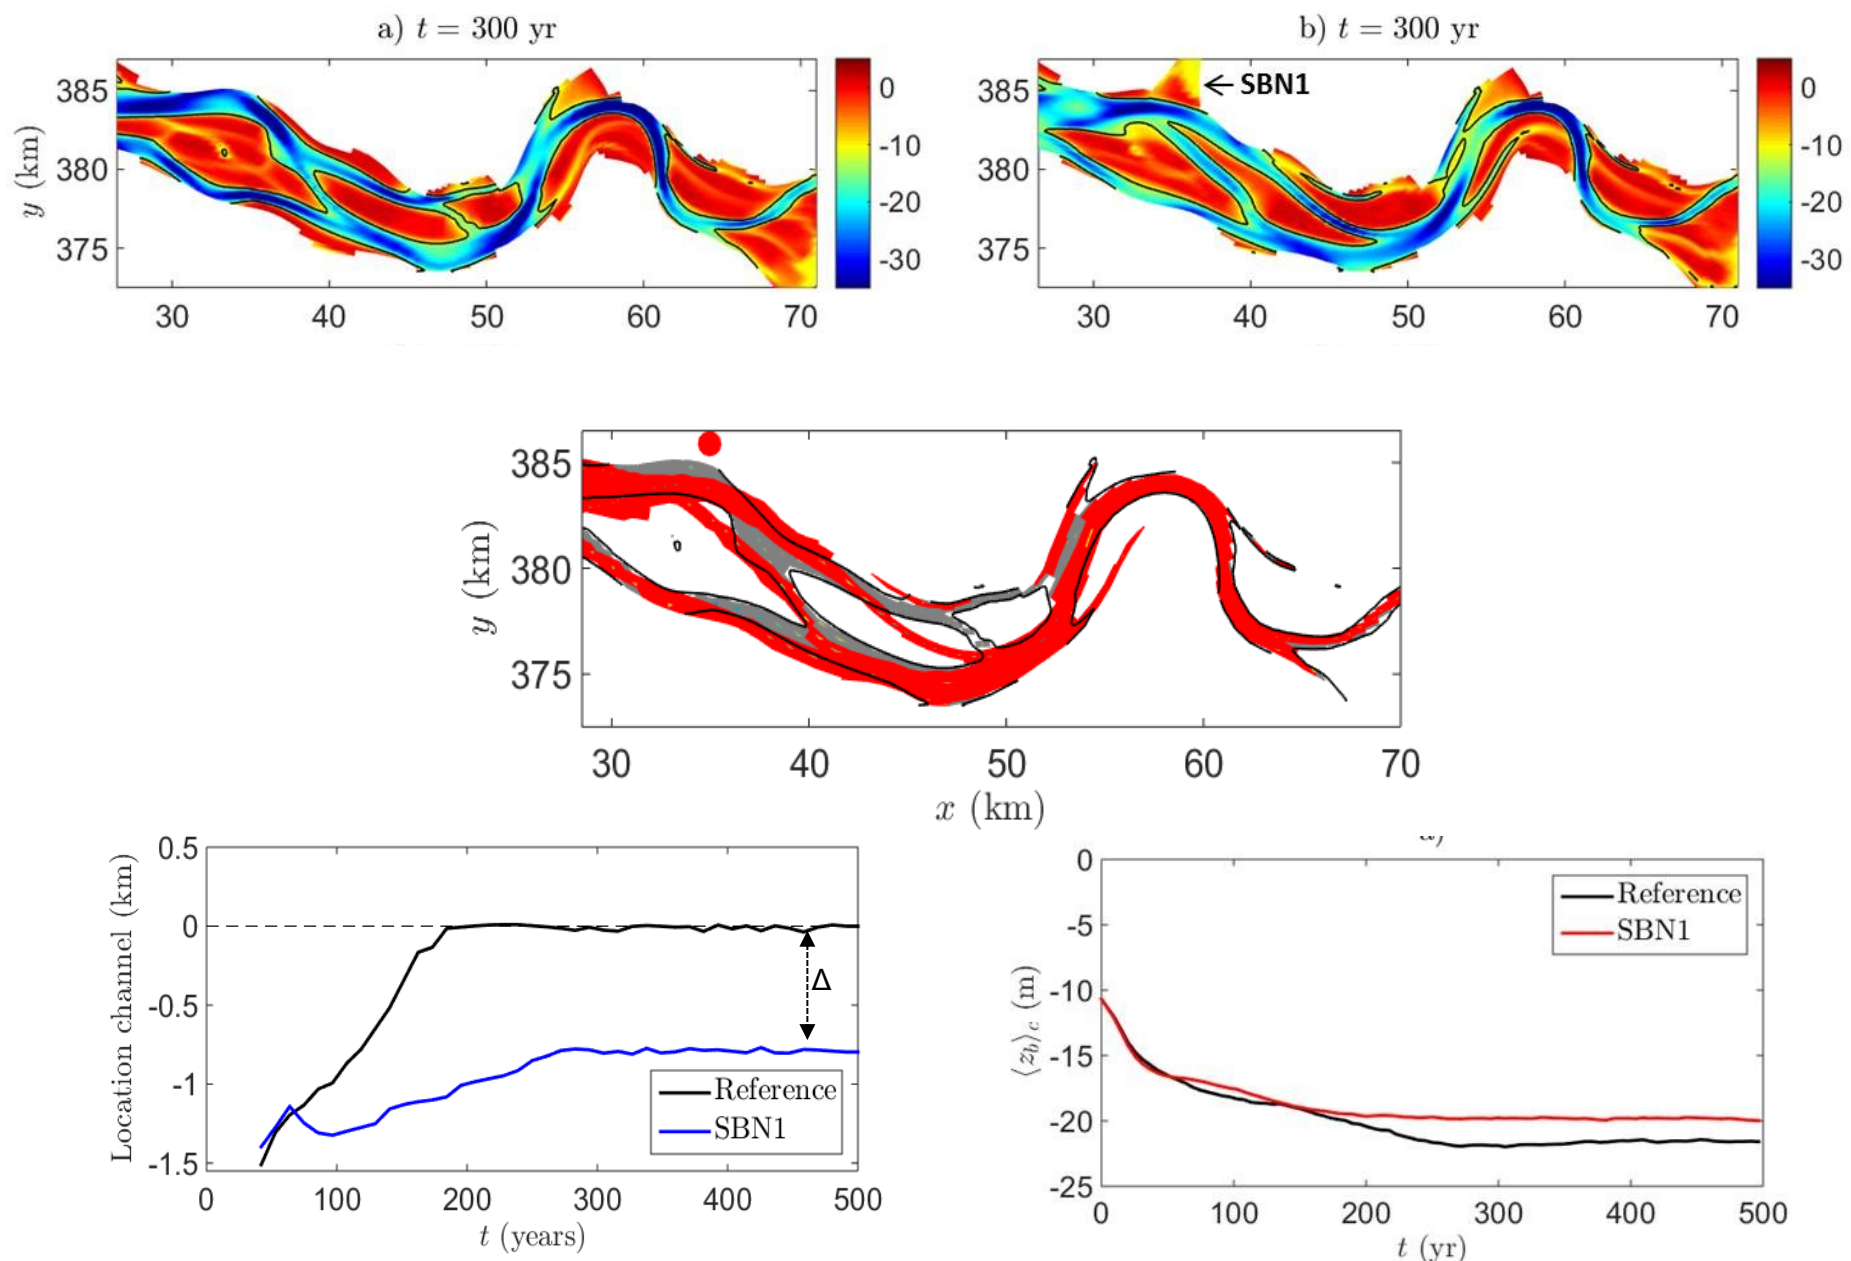 a) t = 300 yr
b) t = 300 yr
385
380
375
y (km)
30 40 50 60 70
0
-10
-20
-30
SBN1
385
380
375
30 40 50 60 70
0
-10
-20
-30
385
380
375
y (km)
30 40 50 60 70
x (km)
0.5
0
-0.5
-1
-1.5
Location channel (km)
Δ
Reference
SBN1
0 100 200 300 400 500
t (years)
0
-5
-10
-15
-20
-25
⟨z_b⟩_c (m)
Reference
SBN1
0 100 200 300 400 500
t (yr)